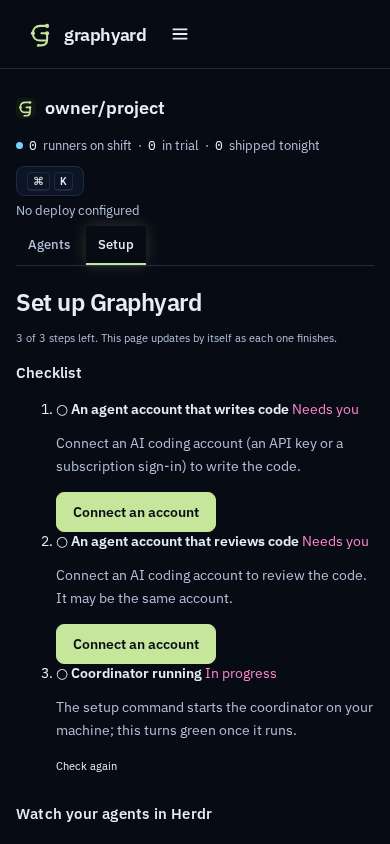 graphyard
owner/project
0 runners on shift · 0 in trial · 0 shipped tonight
⌘ K
No deploy configured
Agents Setup
Set up Graphyard
3 of 3 steps left. This page updates by itself as each one finishes.
Checklist
1. ○ An agent account that writes code Needs you
Connect an AI coding account (an API key or a
subscription sign-in) to write the code.
Connect an account
2. ○ An agent account that reviews code Needs you
Connect an AI coding account to review the code.
It may be the same account.
Connect an account
3. ○ Coordinator running In progress
The setup command starts the coordinator on your
machine; this turns green once it runs.
Check again
Watch your agents in Herdr